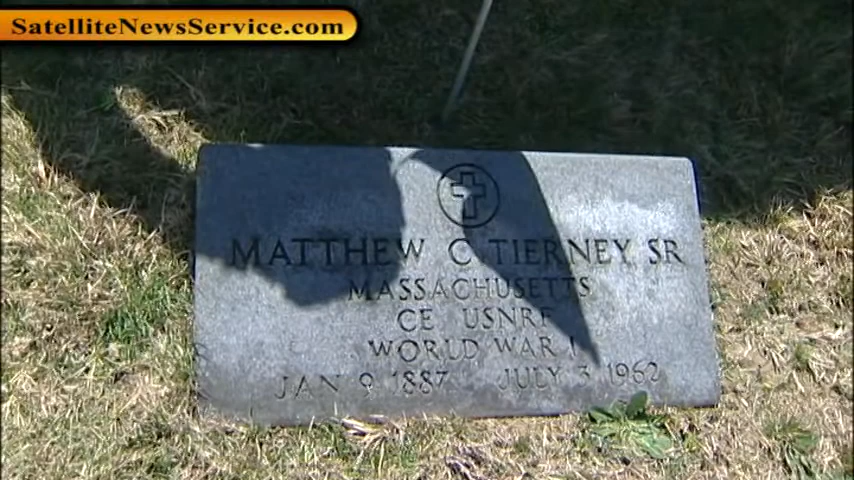 SatelliteNewsService.com
MATTHEW C TIERNEY SR
MASSACHUSETTS
CE USNRF
WORLD WAR I
JAN 9 1887 JULY 3 1962